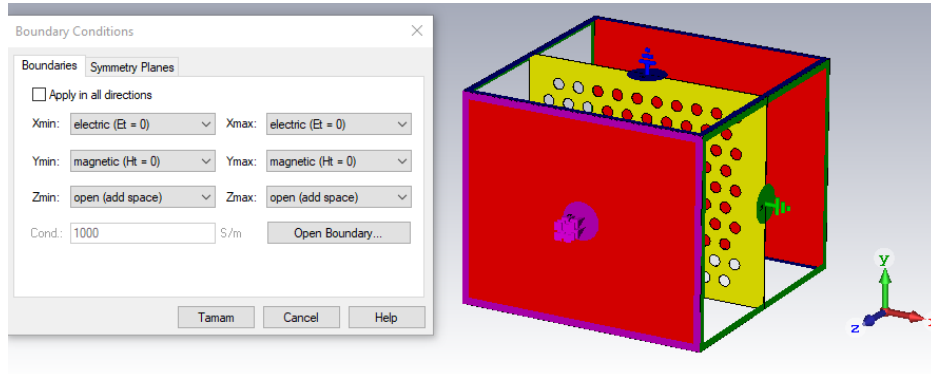 Boundary Conditions
Boundaries Symmetry Planes
Apply in all directions
Xmin: electric (Et = 0) Xmax: electric (Et = 0)
Ymin: magnetic (Ht = 0) Ymax: magnetic (Ht = 0)
Zmin: open (add space) Zmax: open (add space)
Cond.: 1000 S/m Open Boundary...
Tamam Cancel Help
y
z x